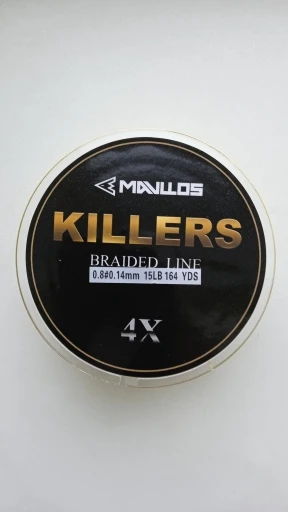 MAVLLOS
KILLERS
BRAIDED LINE
0.8#0.14mm 15LB 164 YDS
4X